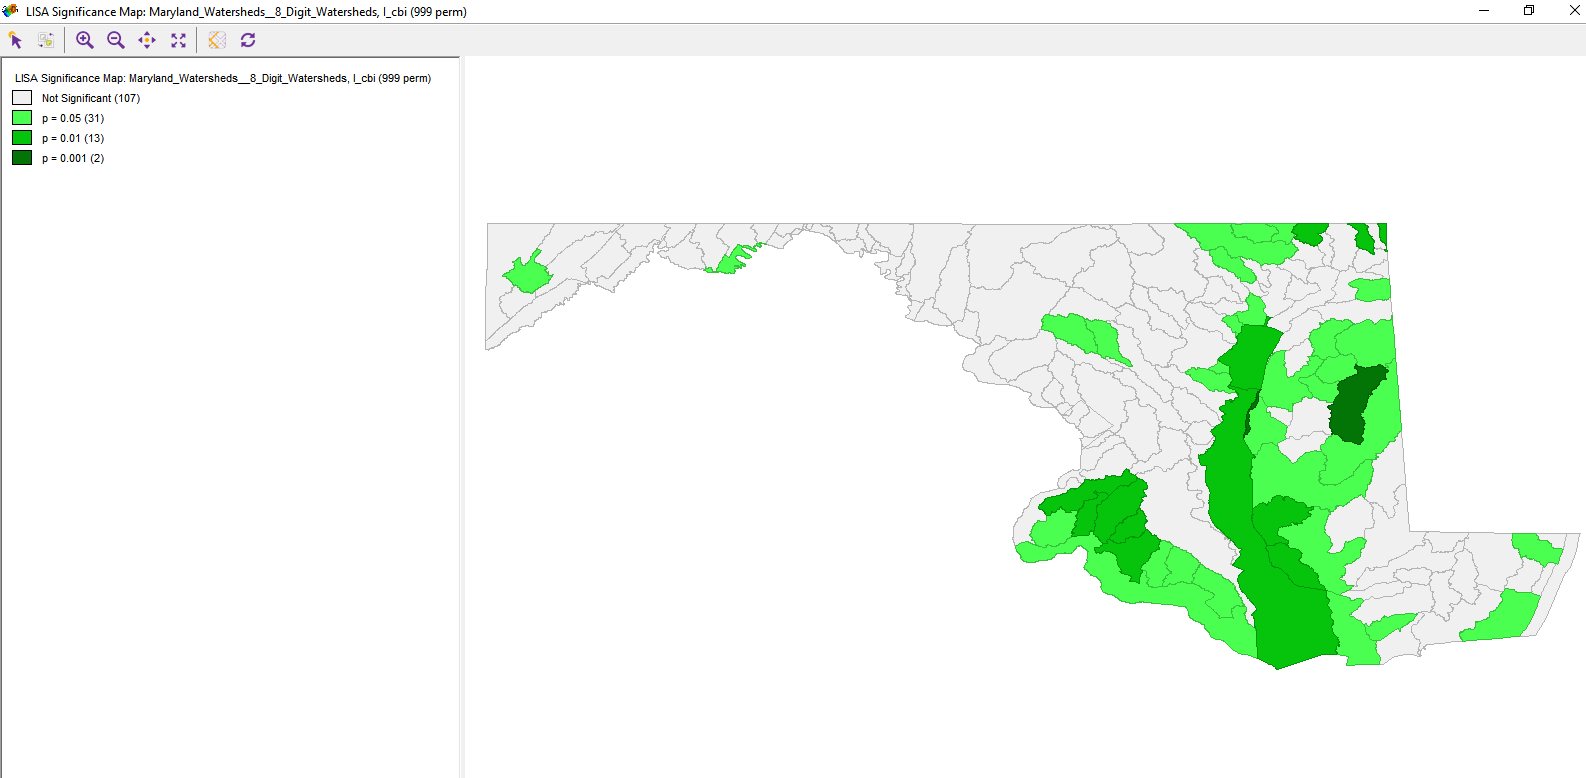 LISA Significance Map: Maryland_Watersheds__8_Digit_Watersheds, I_cbi (999 perm)
LISA Significance Map: Maryland_Watersheds__8_Digit_Watersheds, I_cbi (999 perm)
Not Significant (107)
p = 0.05 (31)
p = 0.01 (13)
p = 0.001 (2)